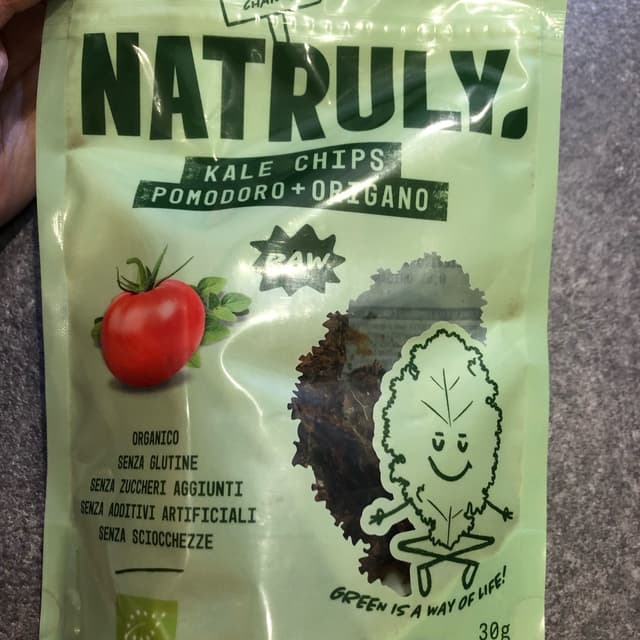 NATRULY.
KALE CHIPS
POMODORO + ORIGANO
RAW
ORGANICO
SENZA GLUTINE
SENZA ZUCCHERI AGGIUNTI
SENZA ADDITIVI ARTIFICIALI
SENZA SCIOCCHEZZE
GREEN IS A WAY OF LIFE!
30g